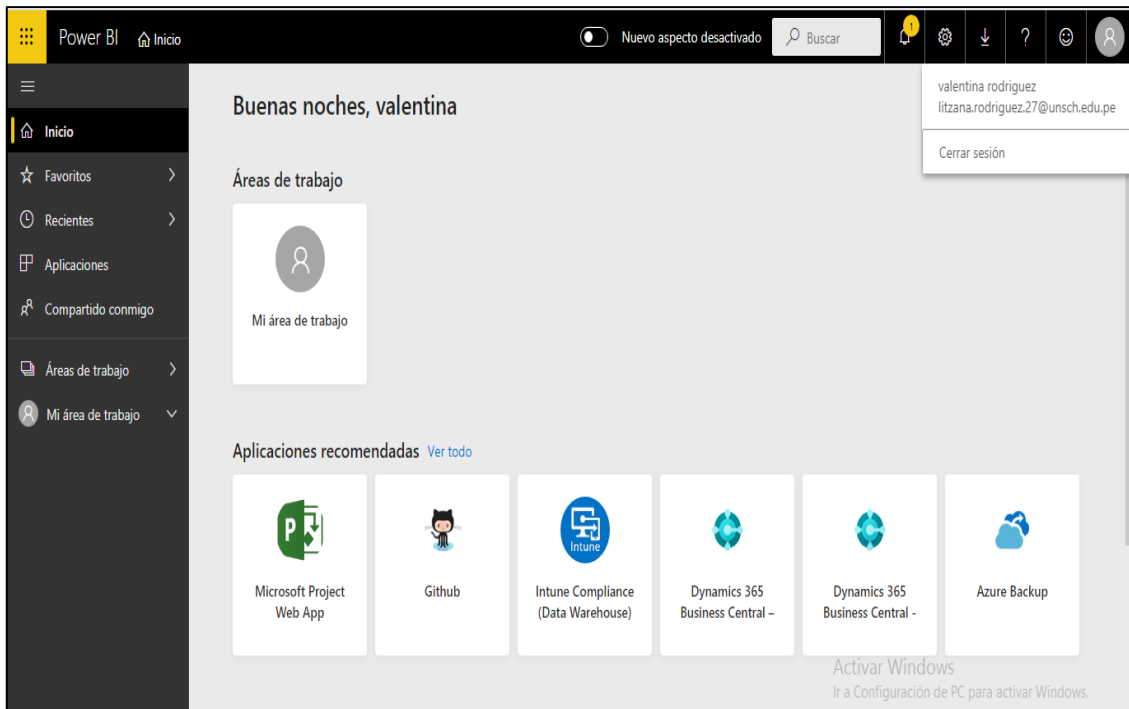 Power BI Inicio
Nuevo aspecto desactivado
Buscar
1
?
valentina rodriguez
litzana.rodriguez.27@unsch.edu.pe
Cerrar sesión
Inicio
Favoritos
Recientes
Aplicaciones
Compartido conmigo
Áreas de trabajo
Mi área de trabajo
Buenas noches, valentina
Áreas de trabajo
Mi área de trabajo
Aplicaciones recomendadas Ver todo
P
Microsoft Project
Web App
Github
Intune
Intune Compliance
(Data Warehouse)
Dynamics 365
Business Central –
Dynamics 365
Business Central -
Azure Backup
Activar Windows
Ir a Configuración de PC para activar Windows.